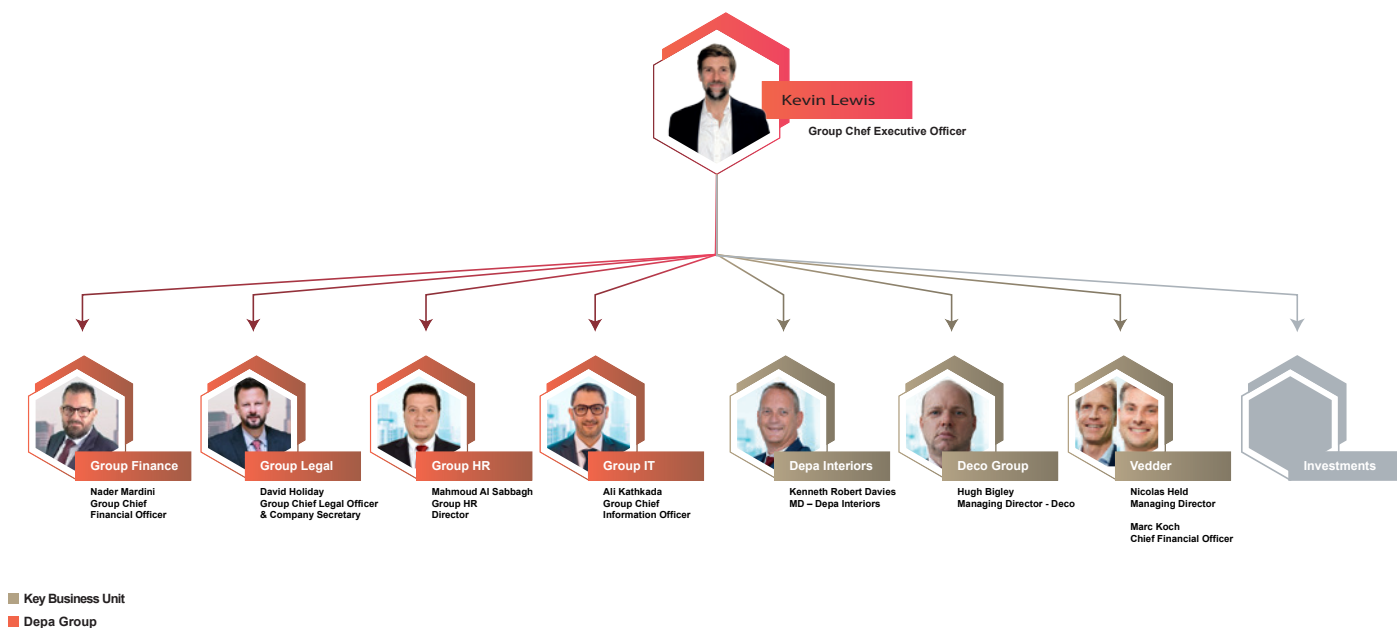 Kevin Lewis
Group Chef Executive Officer
Group Finance
Nader Mardini
Group Chief
Financial Officer
Group Legal
David Holiday
Group Chief Legal Officer
& Company Secretary
Group HR
Mahmoud Al Sabbagh
Group HR
Director
Group IT
Ali Kathkada
Group Chief
Information Officer
Depa Interiors
Kenneth Robert Davies
MD – Depa Interiors
Deco Group
Hugh Bigley
Managing Director - Deco
Vedder
Nicolas Held
Managing Director
Marc Koch
Chief Financial Officer
Investments
Key Business Unit
Depa Group